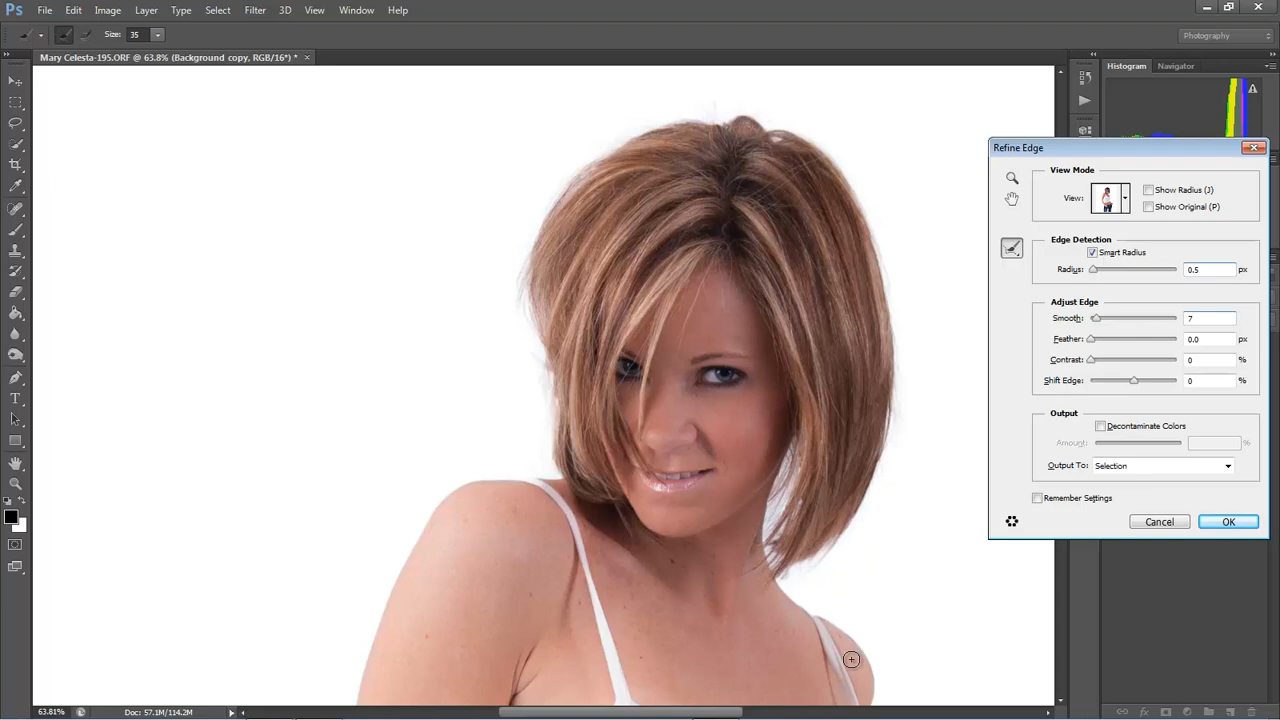 Ps File Edit Image Layer Type Select Filter 3D View Window Help
Size: 35 Photography
Mary Celesta-195.ORF @ 63.8% (Background copy, RGB/16*) * ×
Histogram Navigator
Refine Edge
View Mode
View: Show Radius (J)
Show Original (P)
Edge Detection
Smart Radius
Radius: 0.5 px
Adjust Edge
Smooth: 7
Feather: 0.0 px
Contrast: 0 %
Shift Edge: 0 %
Output
Decontaminate Colors
Amount: %
Output To: Selection
Remember Settings
Cancel OK
63.81% Doc: 57.1M/114.2M